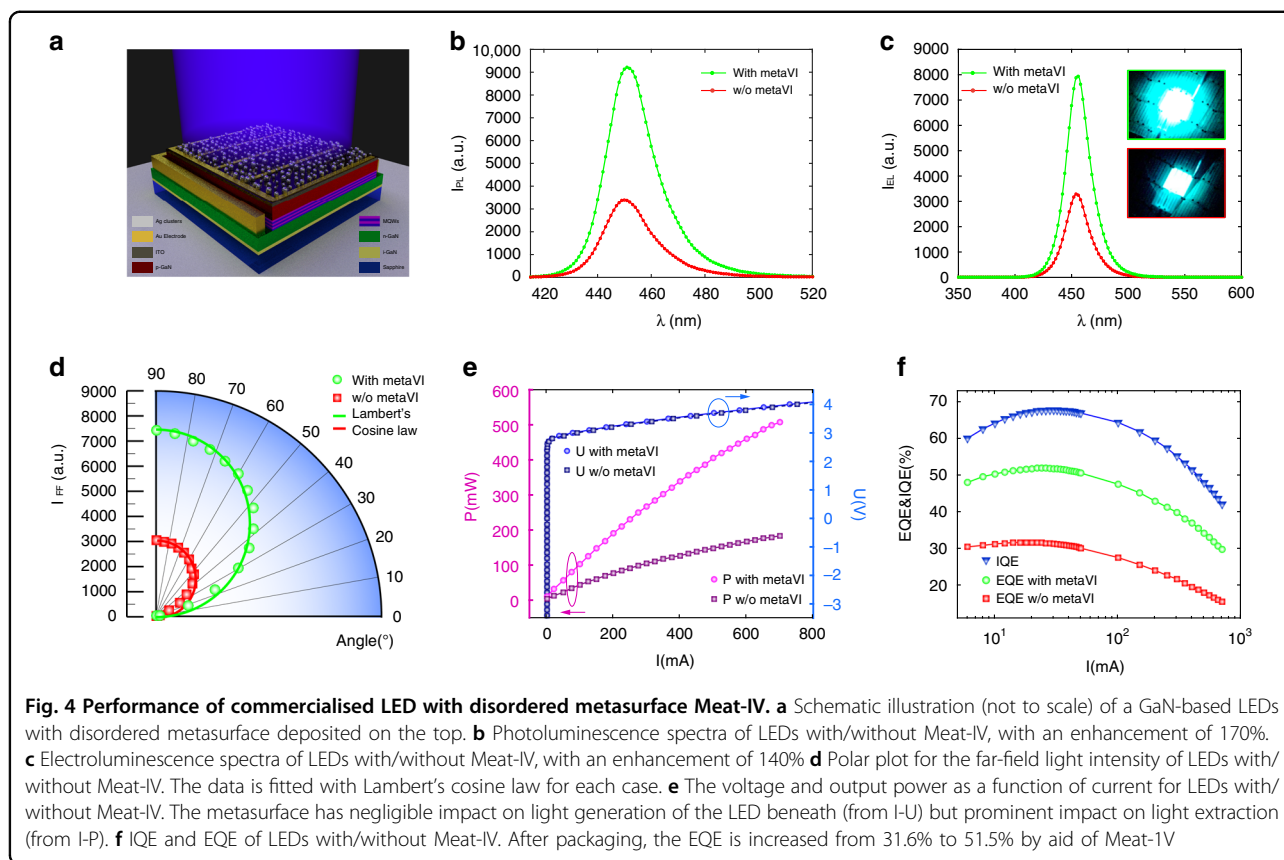 a
Ag clusters
Au Electrode
ITO
p-GaN
MQWs
n-GaN
i-GaN
Sapphire
b
10,000
9000
8000
7000
6000
5000
4000
3000
2000
1000
0
I PL (a.u.)
With metaVI
w/o metaVI
420 440 460 480 500 520
λ (nm)
c
9000
8000
7000
6000
5000
4000
3000
2000
1000
0
I EL (a.u.)
With metaVI
w/o metaVI
350 400 450 500 550 600
λ (nm)
d
9000
8000
7000
6000
5000
4000
3000
2000
1000
0
I FF (a.u.)
90 80 70 60 50 40 30 20 10 0
With metaVI
w/o metaVI
Lambert's
Cosine law
Angle(°)
e
600
500
400
300
200
100
0
P(mW)
4
3
2
1
0
−1
−2
−3
U(V)
U with metaVI
U w/o metaVI
P with metaVI
P w/o metaVI
0 200 400 600 800
I(mA)
f
70
60
50
40
30
20
EQE&IQE(%)
IQE
EQE with metaVI
EQE w/o metaVI
10¹ 10² 10³
I(mA)
Fig. 4 Performance of commercialised LED with disordered metasurface Meat-IV. a Schematic illustration (not to scale) of a GaN-based LEDs
with disordered metasurface deposited on the top. b Photoluminescence spectra of LEDs with/without Meat-IV, with an enhancement of 170%.
c Electroluminescence spectra of LEDs with/without Meat-IV, with an enhancement of 140% d Polar plot for the far-field light intensity of LEDs with/
without Meat-IV. The data is fitted with Lambert's cosine law for each case. e The voltage and output power as a function of current for LEDs with/
without Meat-IV. The metasurface has negligible impact on light generation of the LED beneath (from I-U) but prominent impact on light extraction
(from I-P). f IQE and EQE of LEDs with/without Meat-IV. After packaging, the EQE is increased from 31.6% to 51.5% by aid of Meat-1V